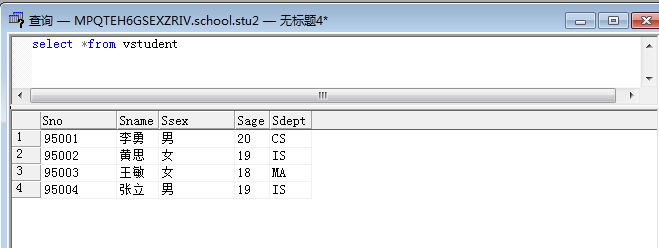 查询 — MPQTEH6GSEXZRIV.school.stu2 — 无标题4*
select *from vstudent
Sno Sname Ssex Sage Sdept
1 95001 李勇 男 20 CS
2 95002 黄思 女 19 IS
3 95003 王敏 女 18 MA
4 95004 张立 男 19 IS